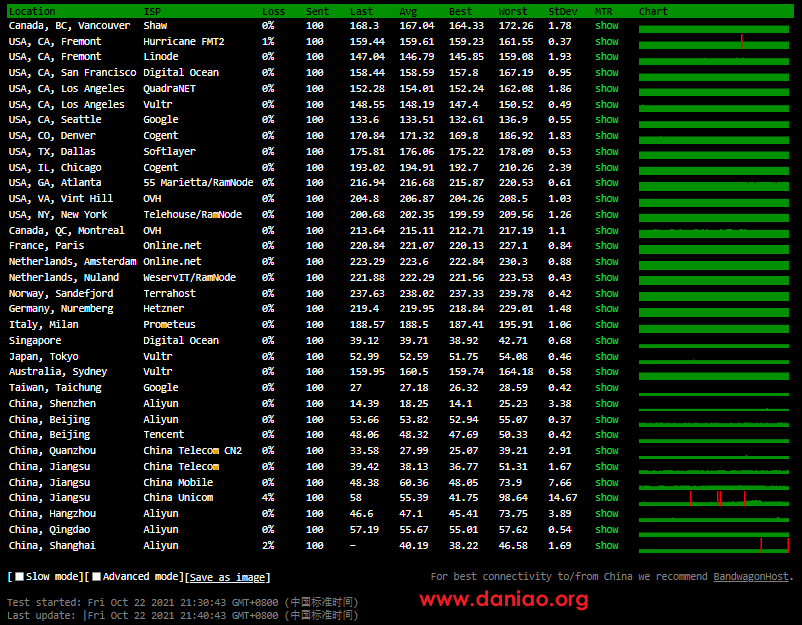 Location ISP Loss Sent Last Avg Best Worst StDev MTR Chart
Canada, BC, Vancouver Shaw 0% 100 168.3 167.04 164.33 172.26 1.78 show
USA, CA, Fremont Hurricane FMT2 1% 100 159.44 159.61 159.23 161.55 0.37 show
USA, CA, Fremont Linode 0% 100 147.04 146.79 145.85 159.08 1.93 show
USA, CA, San Francisco Digital Ocean 0% 100 158.44 158.59 157.8 167.19 0.95 show
USA, CA, Los Angeles QuadraNET 0% 100 152.28 154.01 152.24 162.08 1.86 show
USA, CA, Los Angeles Vultr 0% 100 148.55 148.19 147.4 150.52 0.49 show
USA, CA, Seattle Google 0% 100 133.6 133.51 132.61 136.9 0.55 show
USA, CO, Denver Cogent 0% 100 170.84 171.32 169.8 186.92 1.83 show
USA, TX, Dallas Softlayer 0% 100 175.81 176.06 175.22 178.09 0.53 show
USA, IL, Chicago Cogent 0% 100 193.02 194.91 192.7 210.26 2.39 show
USA, GA, Atlanta 55 Marietta/RamNode 0% 100 216.94 216.68 215.87 220.53 0.61 show
USA, VA, Vint Hill OVH 0% 100 204.8 206.87 204.26 208.5 1.03 show
USA, NY, New York Telehouse/RamNode 0% 100 200.68 202.35 199.59 209.56 1.26 show
Canada, QC, Montreal OVH 0% 100 213.64 215.11 212.71 217.19 1.1 show
France, Paris Online.net 0% 100 220.84 221.07 220.13 227.1 0.84 show
Netherlands, Amsterdam Online.net 0% 100 223.29 223.6 222.84 230.3 0.88 show
Netherlands, Nuland WeservIT/RamNode 0% 100 221.88 222.29 221.56 223.53 0.43 show
Norway, Sandefjord Terrahost 0% 100 237.63 238.02 237.33 239.78 0.42 show
Germany, Nuremberg Hetzner 0% 100 219.4 219.95 218.84 229.01 1.48 show
Italy, Milan Prometeus 0% 100 188.57 188.5 187.41 195.91 1.06 show
Singapore Digital Ocean 0% 100 39.12 39.71 38.92 42.71 0.68 show
Japan, Tokyo Vultr 0% 100 52.99 52.59 51.75 54.08 0.46 show
Australia, Sydney Vultr 0% 100 159.95 160.5 159.74 164.18 0.58 show
Taiwan, Taichung Google 0% 100 27 27.18 26.32 28.59 0.42 show
China, Shenzhen Aliyun 0% 100 14.39 18.25 14.1 25.23 3.38 show
China, Beijing Aliyun 0% 100 53.66 53.82 52.94 55.07 0.37 show
China, Beijing Tencent 0% 100 48.06 48.32 47.69 50.33 0.42 show
China, Quanzhou China Telecom CN2 0% 100 33.58 27.99 25.07 39.21 2.91 show
China, Jiangsu China Telecom 0% 100 39.42 38.13 36.77 51.31 1.67 show
China, Jiangsu China Mobile 0% 100 48.38 60.36 48.05 73.9 7.66 show
China, Jiangsu China Unicom 4% 100 58 55.39 41.75 98.64 14.67 show
China, Hangzhou Aliyun 0% 100 46.6 47.1 45.41 73.75 3.89 show
China, Qingdao Aliyun 0% 100 57.19 55.67 55.01 57.62 0.54 show
China, Shanghai Aliyun 2% 100 – 40.19 38.22 46.58 1.69 show
[Slow mode][Advanced mode][Save as image] For best connectivity to/from China we recommend BandwagonHost.
www.daniao.org
Test started: Fri Oct 22 2021 21:30:43 GMT+0800 (中国标准时间)
Last update: |Fri Oct 22 2021 21:40:43 GMT+0800 (中国标准时间)